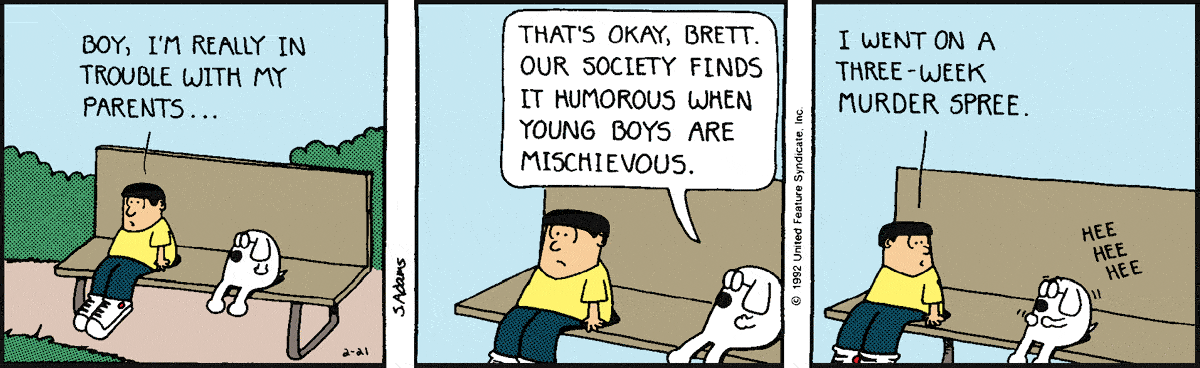 BOY, I'M REALLY IN
TROUBLE WITH MY
PARENTS...
2-21
S. Adams
THAT'S OKAY, BRETT.
OUR SOCIETY FINDS
IT HUMOROUS WHEN
YOUNG BOYS ARE
MISCHIEVOUS.
© 1992 United Feature Syndicate, Inc.
I WENT ON A
THREE-WEEK
MURDER SPREE.
HEE
HEE
HEE